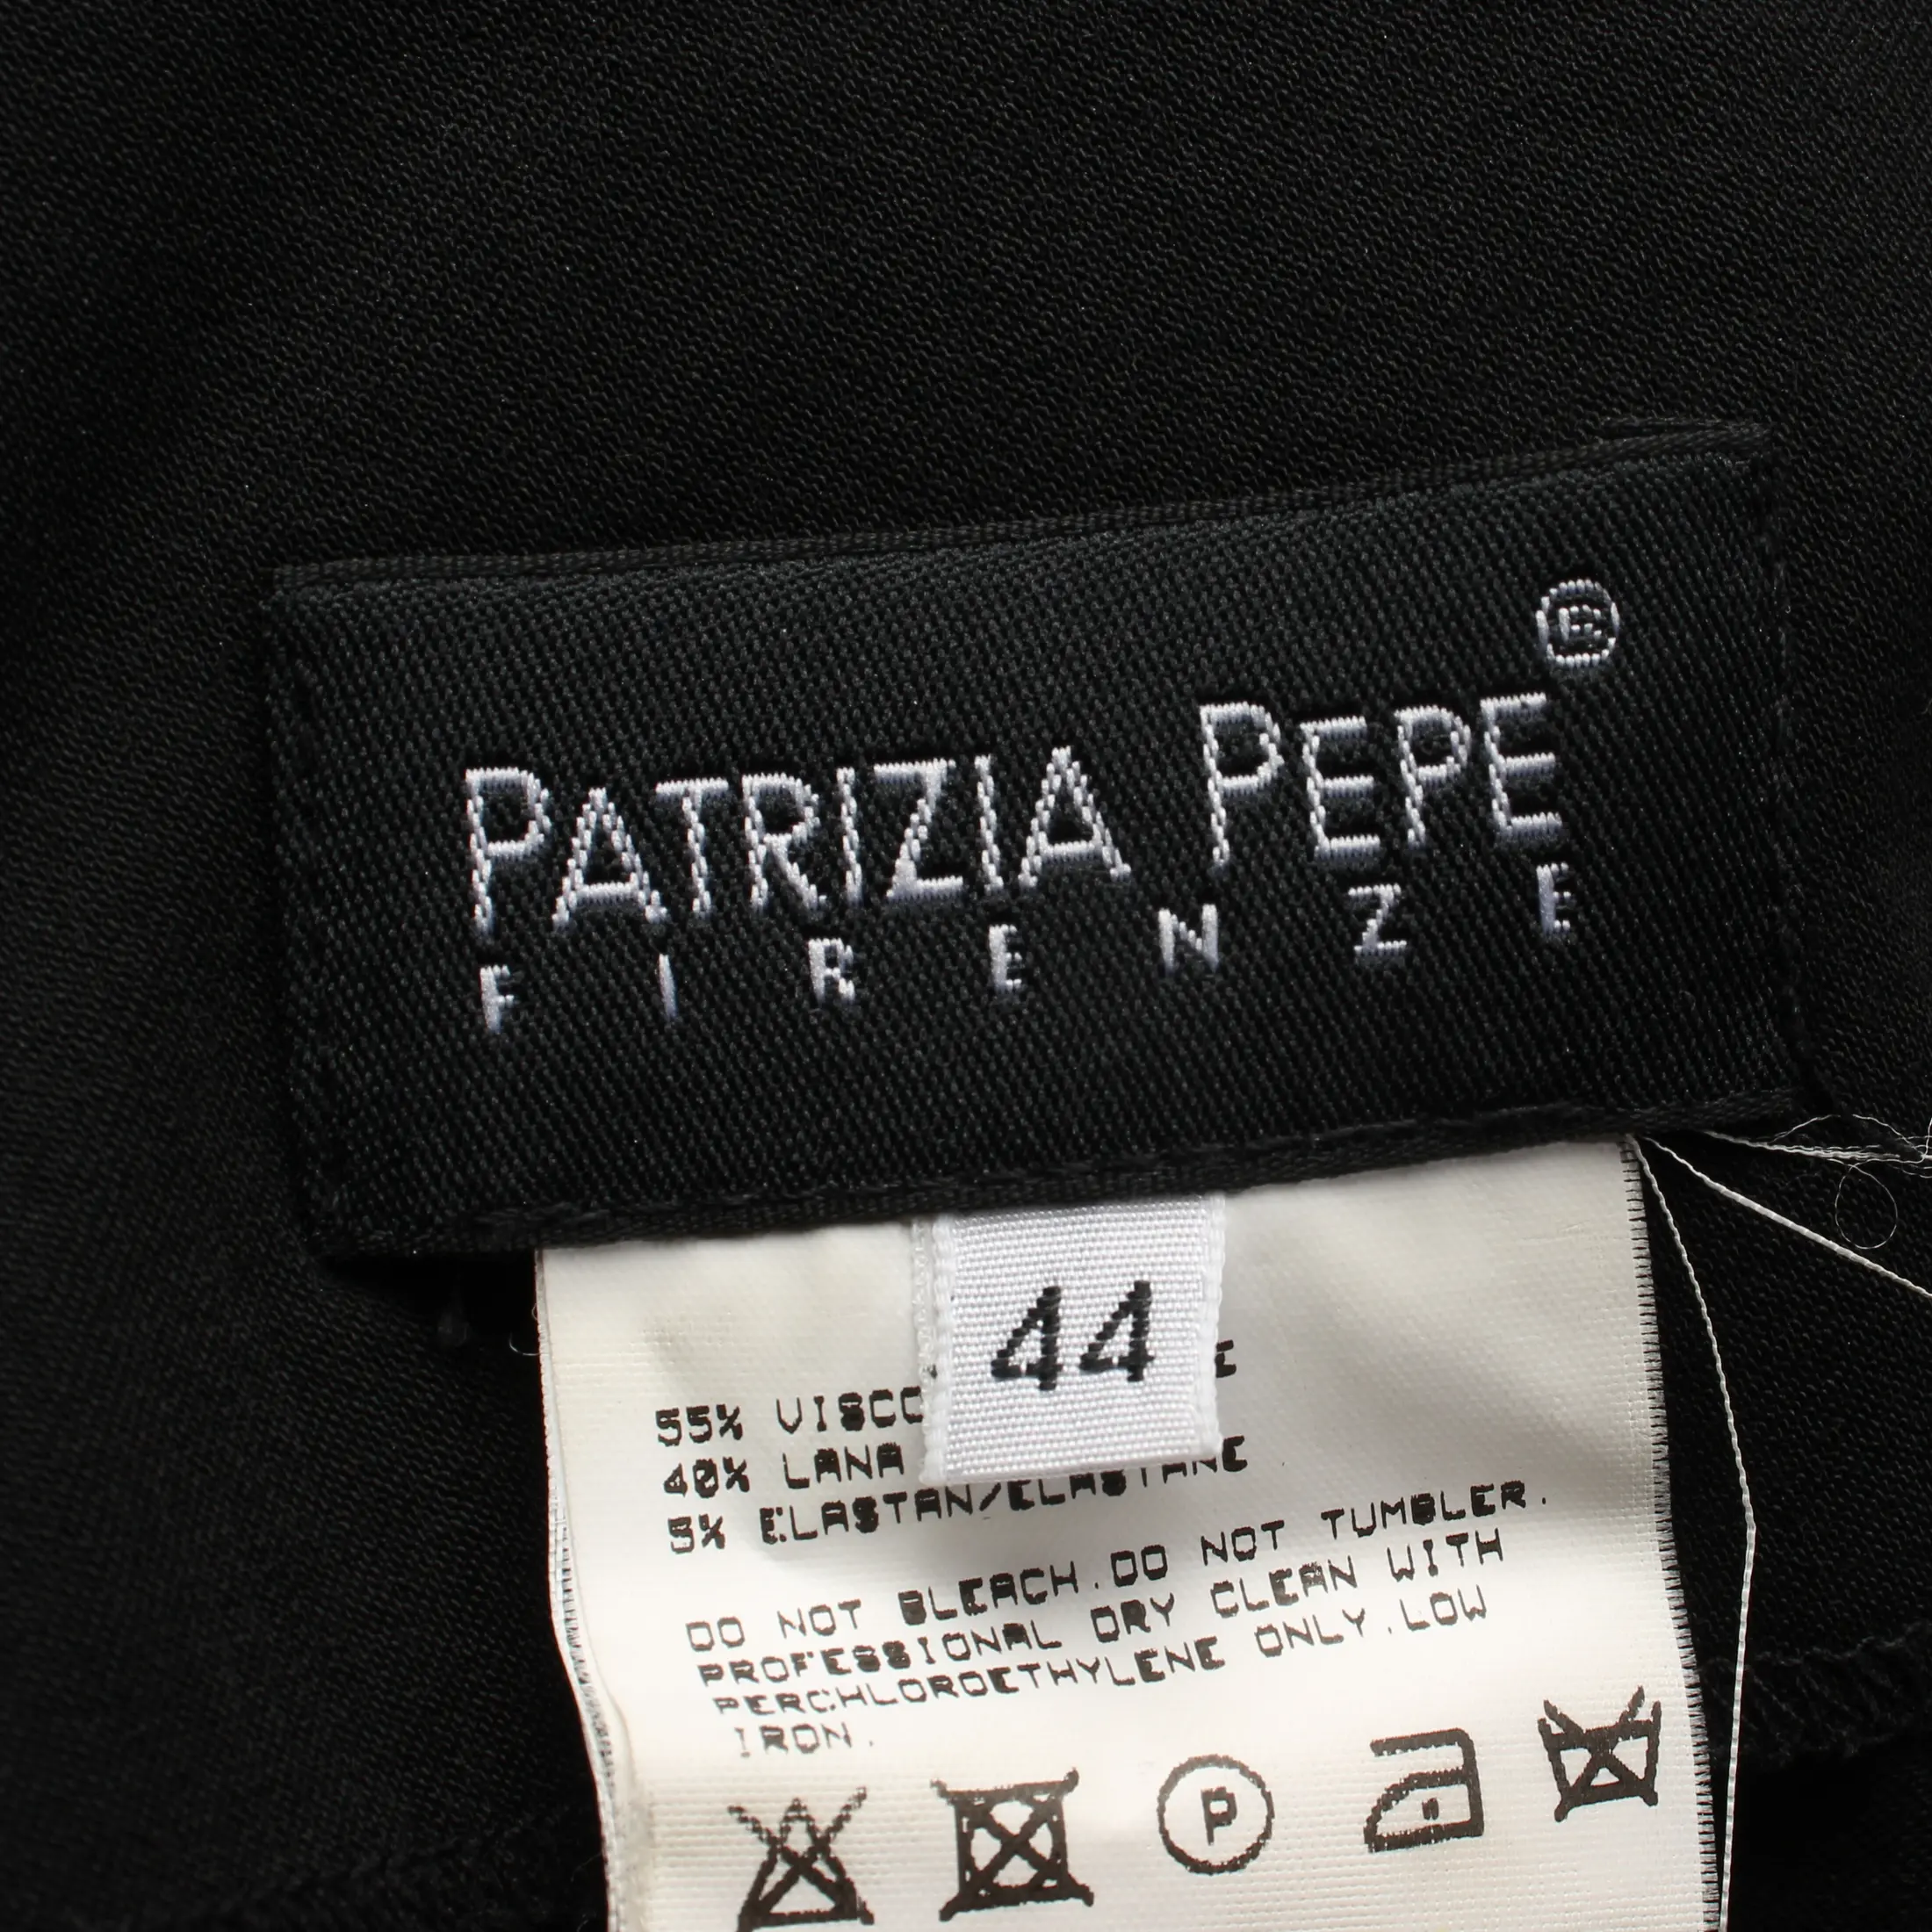 PATRIZIA PEPE®
FIRENZE
44
55% VISCO
40% LANA
5% ELASTAN/ELASTANE
DO NOT BLEACH.DO NOT TUMBLER.
PROFESSIONAL DRY CLEAN WITH
PERCHLOROETHYLENE ONLY.LOW
IRON.
P